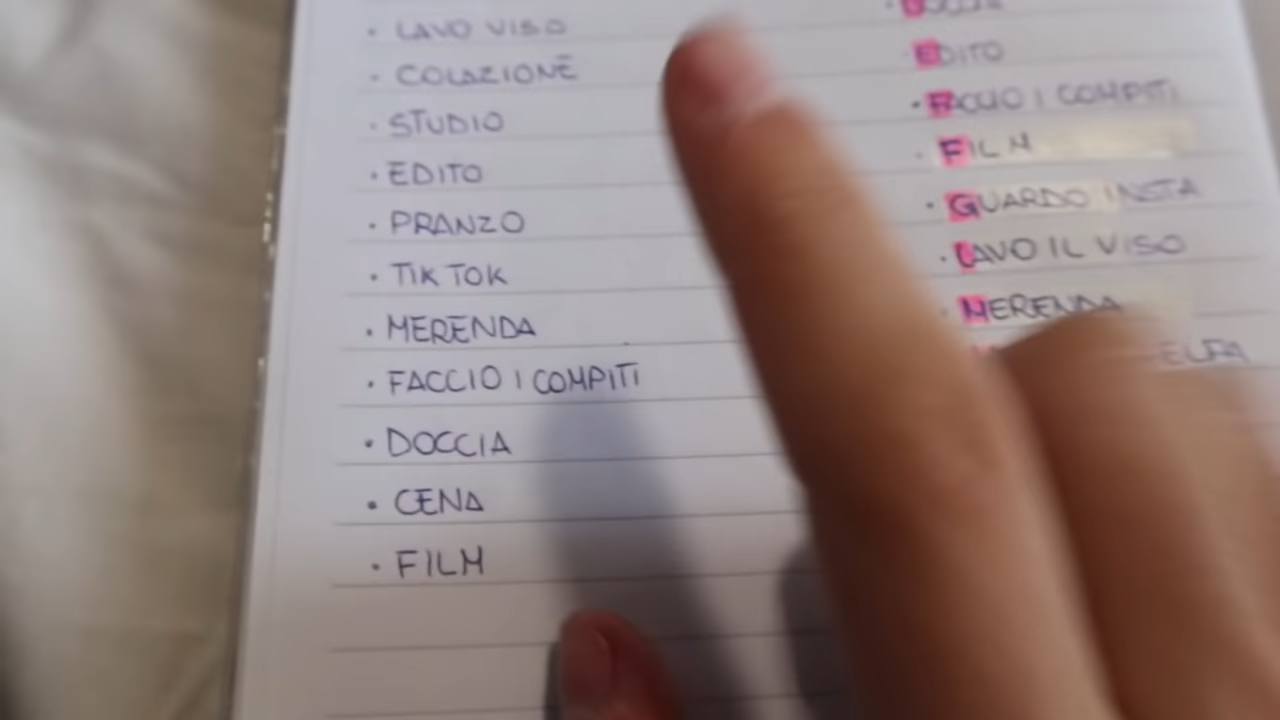 · LAVO VISO
· COLAZIONE
· STUDIO
· EDITO
· PRANZO
· TIK TOK
· MERENDA
· FACCIO I COMPITI
· DOCCIA
· CENA
· FILM
· DOCCIA
· EDITO
· FACCIO I COMPITI
· FILM
· GUARDO INSTA
· LAVO IL VISO
· MERENDA